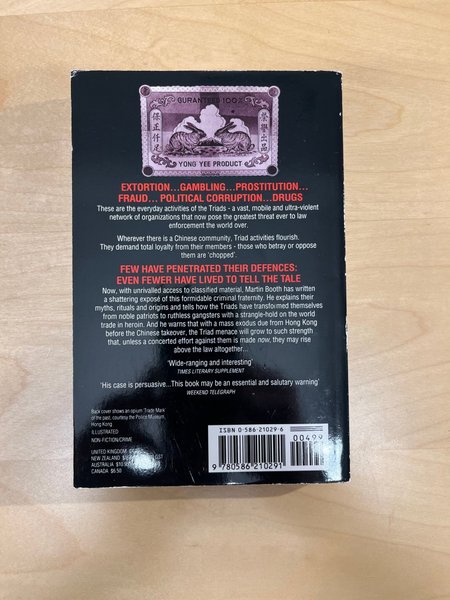 GURANTEED 100%
保正仟足
YONG YEE PRODUCT
EXTORTION...GAMBLING...PROSTITUTION...
FRAUD... POLITICAL CORRUPTION...DRUGS
These are the everyday activities of the Triads - a vast, mobile and ultra-violent
network of organizations that now pose the greatest threat ever to law
enforcement the world over.
Wherever there is a Chinese community, Triad activities flourish.
They demand total loyalty from their members - those who betray or oppose
them are 'chopped'.
FEW HAVE PENETRATED THEIR DEFENCES:
EVEN FEWER HAVE LIVED TO TELL THE TALE
Now, with unrivalled access to classified material, Martin Booth has written
a shattering exposé of this formidable criminal fraternity. He explains their
myths, rituals and origins and tells how the Triads have transformed themselves
from noble patriots to ruthless gangsters with a strangle-hold on the world
trade in heroin. And he warns that with a mass exodus due from Hong Kong
before the Chinese takeover, the Triad menace will grow to such strength
that, unless a concerted effort against them is made now, they may rise
above the law altogether...
'Wide-ranging and interesting'
TIMES LITERARY SUPPLEMENT
'His case is persuasive...This book may be an essential and salutary warning'
WEEKEND TELEGRAPH
Back cover shows an opium 'Trade Mark'
of the past, courtesy the Police Museum,
Hong Kong
ILLUSTRATED
NON-FICTION/CRIME
UNITED KINGDOM
NEW ZEALAND GST
AUSTRALIA
CANADA $6.50
ISBN 0-586-21029-6
00499
9 780586 210291